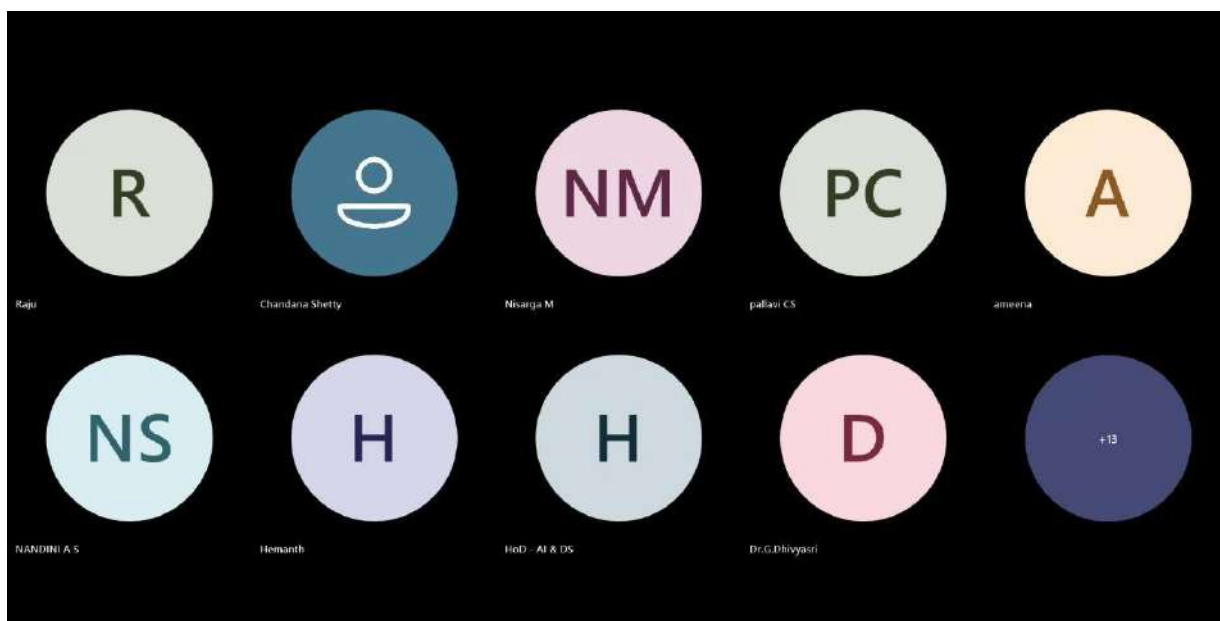 R NM PC A
Raju Chandana Shetty Nisarga M pallavi CS ameena
NS H H D +13
NANDINI A S Hemanth HoD - AI & DS Dr.G.Dhivyasri